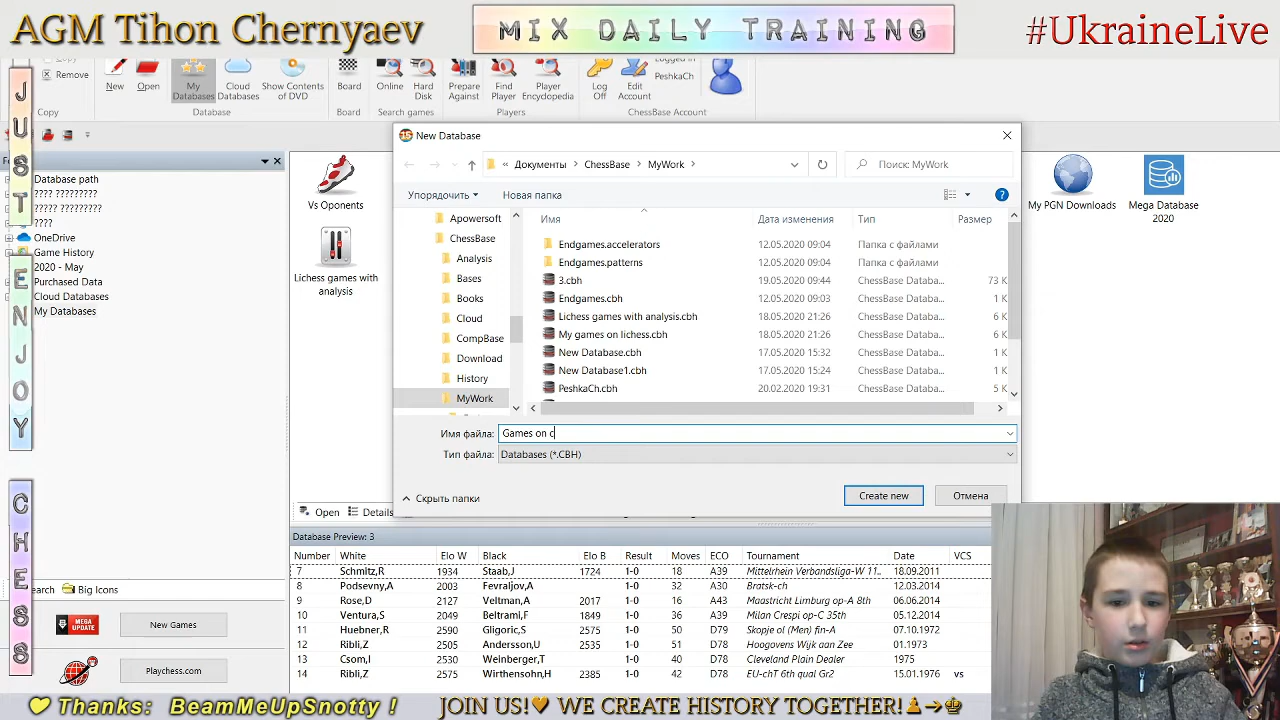 AGM Tihon Chernyaev
MIX DAILY TRAINING
#UkraineLive
JUST
ENJOY
CHESS
Remove
Copy
New
Open
My Databases
Cloud Databases
Show Contents of DVD
Database
Board
Board
Online
Hard Disk
Search games
Prepare Against
Find Player
Player Encyclopedia
Players
Log Off
Edit Account
PeshkaCh
ChessBase Account
Database path
???? ?????????
????? ?????????
????
OneDrive
Game History
2020 - May
Purchased Data
Cloud Databases
My Databases
Vs Oponents
Lichess games with analysis
My PGN Downloads
Mega Database 2020
New Database
« Документы › ChessBase › MyWork ›
Поиск: MyWork
Упорядочить
Новая папка
Apowersoft
ChessBase
Analysis
Bases
Books
Cloud
CompBase
Download
History
MyWork
Имя Дата изменения Тип Размер
Endgames.accelerators 12.05.2020 09:04 Папка с файлами
Endgames.patterns 12.05.2020 09:04 Папка с файлами
3.cbh 19.05.2020 09:44 ChessBase Databa... 73 K
Endgames.cbh 12.05.2020 09:03 ChessBase Databa... 1 K
Lichess games with analysis.cbh 18.05.2020 21:26 ChessBase Databa... 6 K
My games on lichess.cbh 18.05.2020 21:26 ChessBase Databa... 6 K
New Database.cbh 17.05.2020 15:32 ChessBase Databa... 1 K
New Database1.cbh 17.05.2020 15:24 ChessBase Databa... 1 K
PeshkaCh.cbh 20.02.2020 19:31 ChessBase Databa... 5 K
Имя файла: Games on c
Тип файла: Databases (*.CBH)
Скрыть папки
Create new
Отмена
Open
Details
Database Preview: 3
Number White Elo W Black Elo B Result Moves ECO Tournament Date VCS
7 Schmitz,R 1934 Staab,J 1724 1-0 18 A39 Mittelrhein Verbandsliga-W 11.. 18.09.2011
8 Podsevny,A 2003 Fevraljov,A 1-0 32 A30 Bratsk-ch 12.03.2014
9 Rose,D 2127 Veltman,A 2017 1-0 16 A43 Maastricht Limburg op-A 8th 06.06.2014
10 Ventura,S 2049 Beltrami,F 1849 1-0 14 A39 Milan Crespi op-C 35th 05.12.2014
11 Huebner,R 2590 Gligoric,S 2575 1-0 50 D79 Skopje ol (Men) fin-A 07.10.1972
12 Ribli,Z 2505 Andersson,U 2535 1-0 43 D78 Hoogovens Wijk aan Zee 01.1973
13 Csom,I 2530 Weinberger,T 1-0 40 D78 Cleveland Plain Dealer 1975
14 Ribli,Z 2575 Wirthensohn,H 2385 1-0 42 D78 EU-chT 6th qual Gr2 15.01.1976 vs
earch
Big Icons
MEGA UPDATE
New Games
Playchess.com
Thanks: BeamMeUpSnotty !
JOIN US! WE CREATE HISTORY TOGETHER!